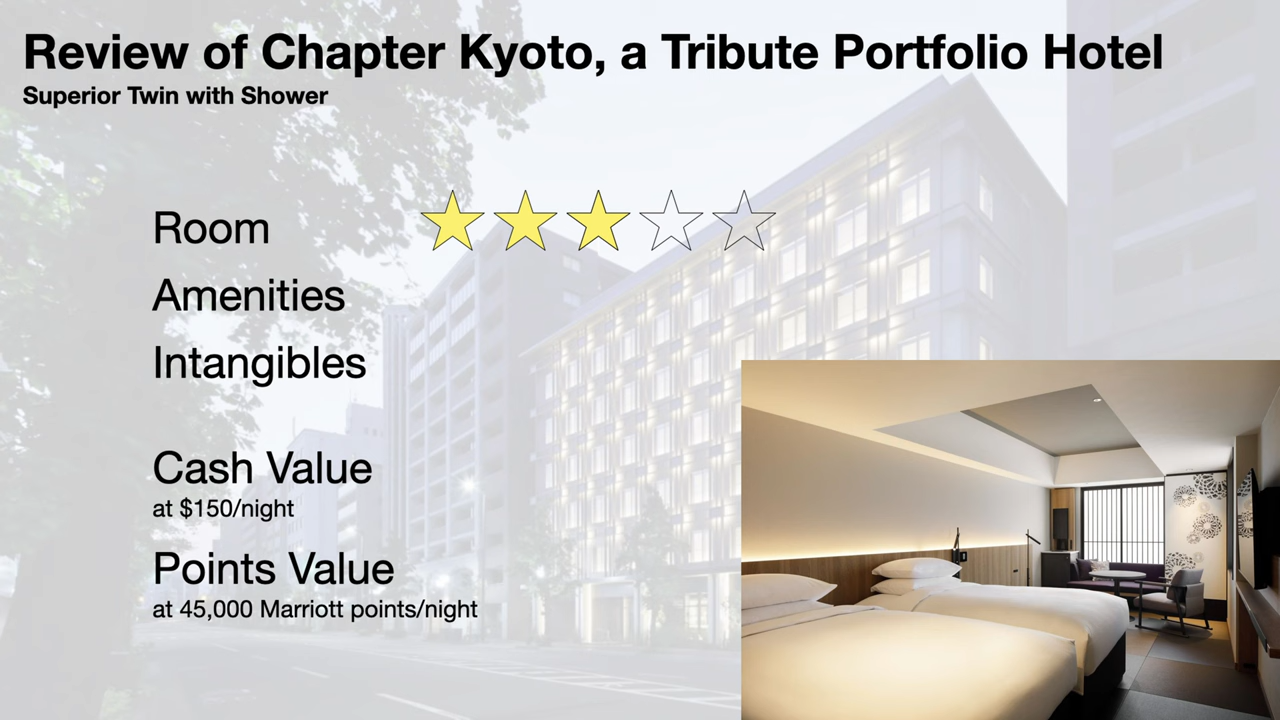 Review of Chapter Kyoto, a Tribute Portfolio Hotel
Superior Twin with Shower
Room
Amenities
Intangibles
Cash Value
at $150/night
Points Value
at 45,000 Marriott points/night